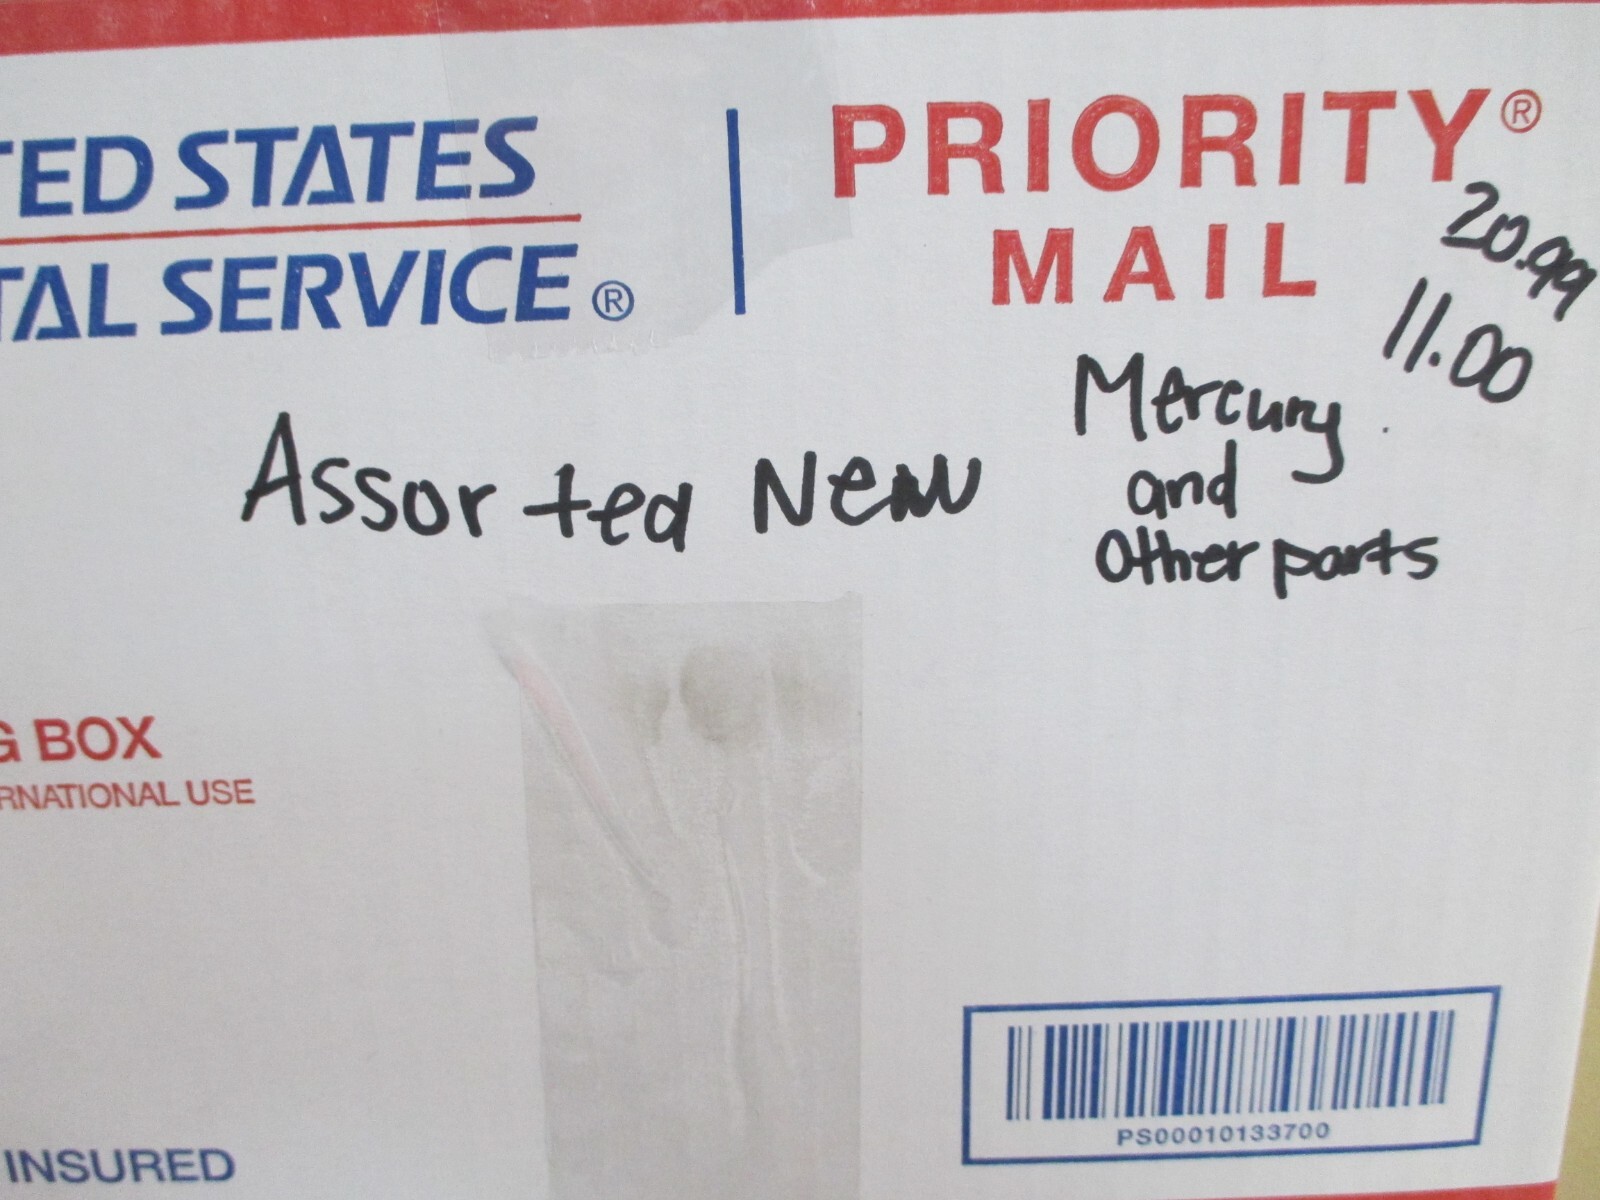 TED STATES
TAL SERVICE®
PRIORITY®
MAIL
20.99
11.00
Assorted New
Mercury
and
Other parts
G BOX
RNATIONAL USE
PS00010133700
INSURED